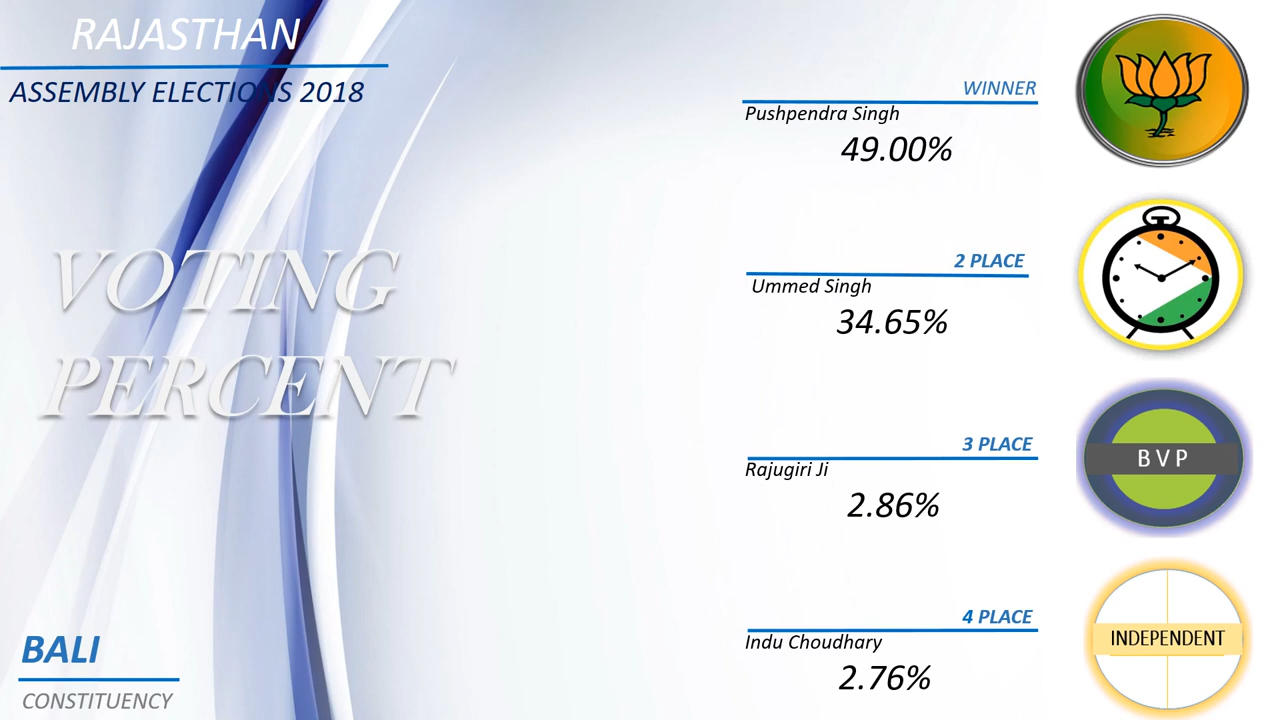 RAJASTHAN
ASSEMBLY ELECTIONS 2018
VOTING
PERCENT
BALI
CONSTITUENCY
WINNER
Pushpendra Singh
49.00%
2 PLACE
Ummed Singh
34.65%
3 PLACE
Rajugiri Ji
2.86%
BVP
4 PLACE
Indu Choudhary
2.76%
INDEPENDENT